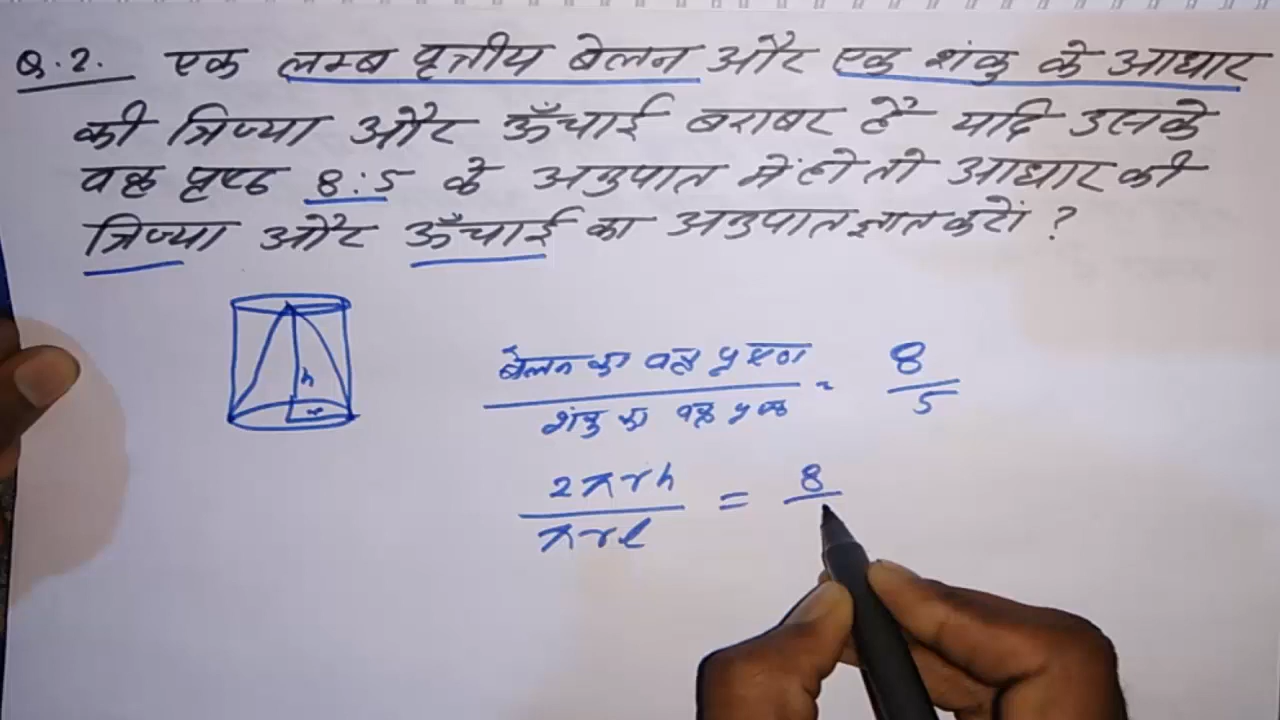 Q.2. एक लम्ब वृत्तीय बेलन और एक शंकु के आधार
की त्रिज्या और ऊँचाई बराबर हैं यदि उसके
वक्र पृष्ठ 8:5 के अनुपात में हो तो आधार की
त्रिज्या और ऊँचाई का अनुपात ज्ञात करों ?
h
r
बेलन का वक्र पृष्ठ = 8
शंकु का वक्र पृष्ठ 5
2πrh = 8
πrl